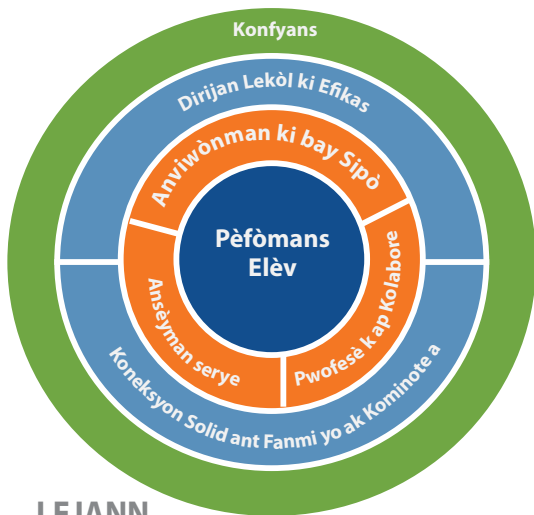 Konfyans
Dirijan Lekòl ki Efikas
Anviwònman ki bay Sipò
Pèfòmans
Elèv
Ansèyman serye
Pwofesè k ap Kolabore
Koneksyon Solid ant Fanmi yo ak Kominote a
LEJANN